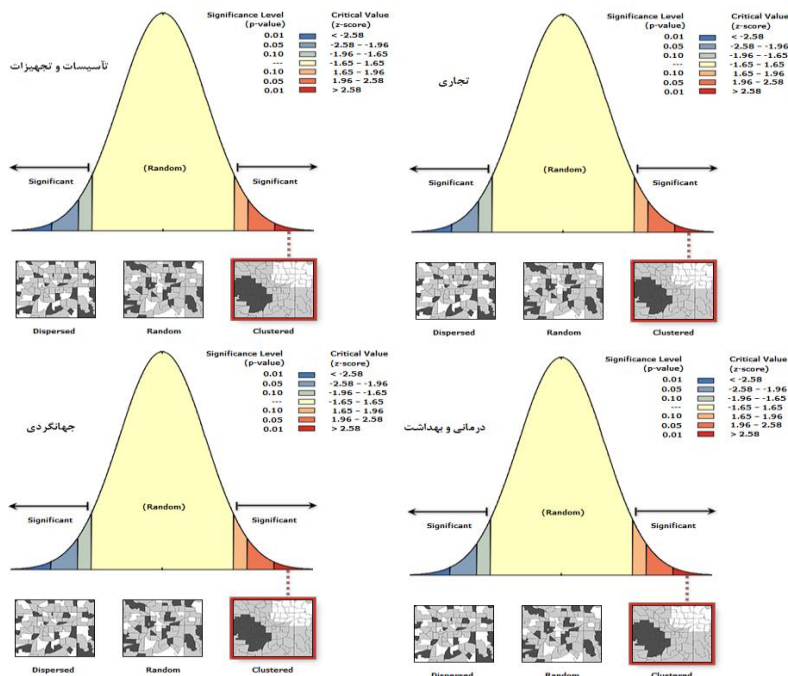 Significance Level (p-value) Critical Value (z-score)
0.01 < -2.58
0.05 -2.58 – -1.96
0.10 -1.96 – -1.65
--- -1.65 – 1.65
0.10 1.65 – 1.96
0.05 1.96 – 2.58
0.01 > 2.58
تآسیسات و تجهیزات
(Random)
Significant Significant
Dispersed Random Clustered
Significance Level (p-value) Critical Value (z-score)
0.01 < -2.58
0.05 -2.58 – -1.96
0.10 -1.96 – -1.65
--- -1.65 – 1.65
0.10 1.65 – 1.96
0.05 1.96 – 2.58
0.01 > 2.58
تجاری
(Random)
Significant Significant
Dispersed Random Clustered
Significance Level (p-value) Critical Value (z-score)
0.01 < -2.58
0.05 -2.58 – -1.96
0.10 -1.96 – -1.65
--- -1.65 – 1.65
0.10 1.65 – 1.96
0.05 1.96 – 2.58
0.01 > 2.58
جهانگردی
(Random)
Significant Significant
Dispersed Random Clustered
Significance Level (p-value) Critical Value (z-score)
0.01 < -2.58
0.05 -2.58 – -1.96
0.10 -1.96 – -1.65
--- -1.65 – 1.65
0.10 1.65 – 1.96
0.05 1.96 – 2.58
0.01 > 2.58
درمانی و بهداشت
(Random)
Significant Significant
Dispersed Random Clustered